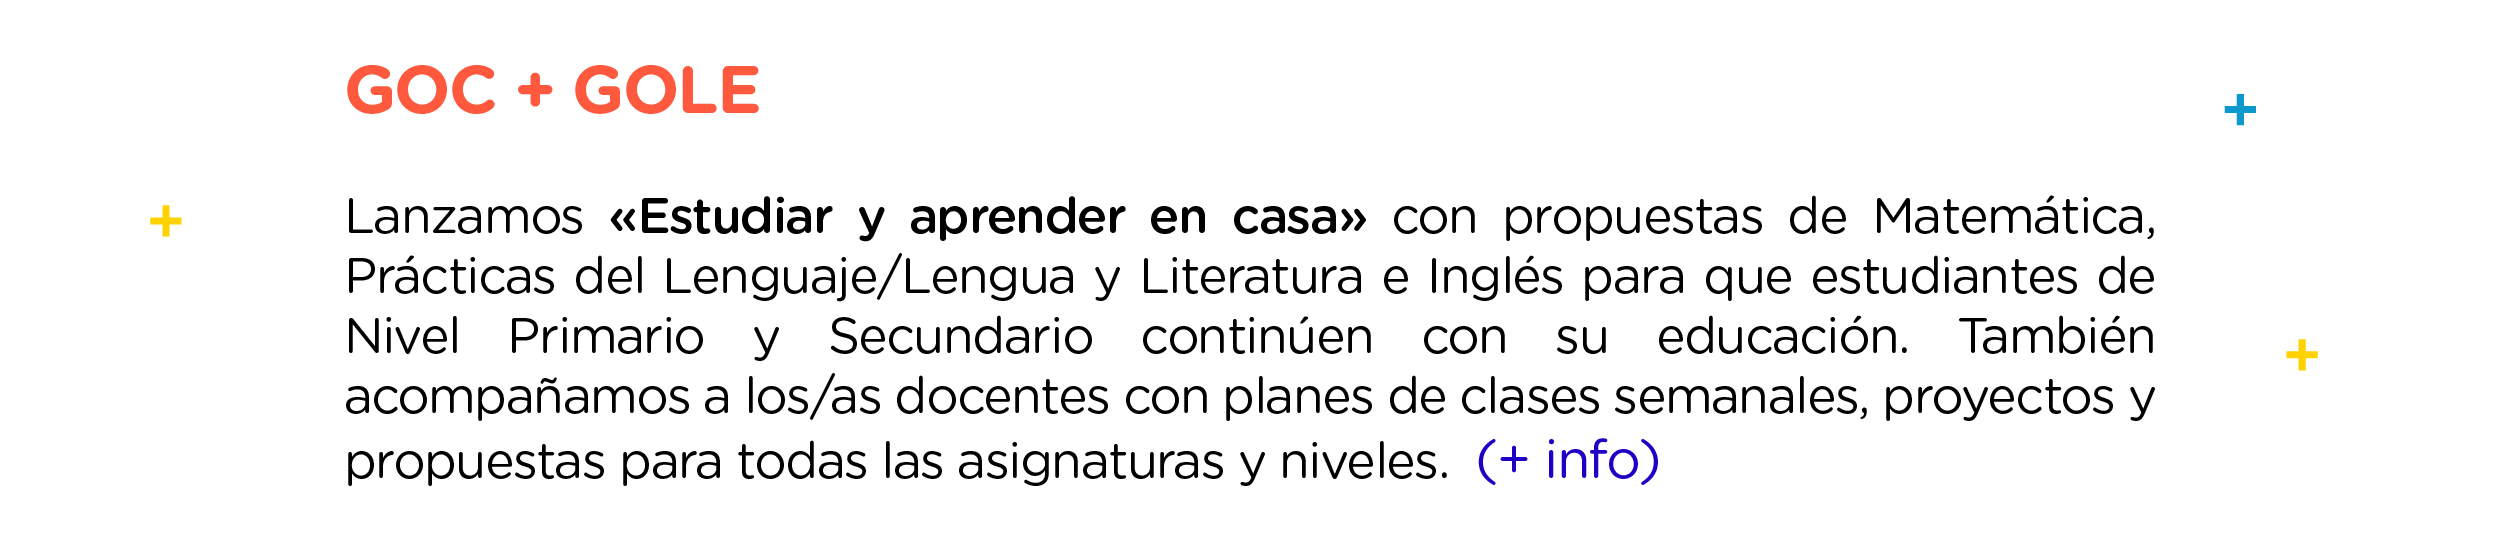 GOC + GOLE
Lanzamos «Estudiar y aprender en casa» con propuestas de Matemática,
Prácticas del Lenguaje/Lengua y Literatura e Inglés para que estudiantes de
Nivel Primario y Secundario continúen con su educación. También
acompañamos a los/as docentes con planes de clases semanales, proyectos y
propuestas para todas las asignaturas y niveles. (+ info)